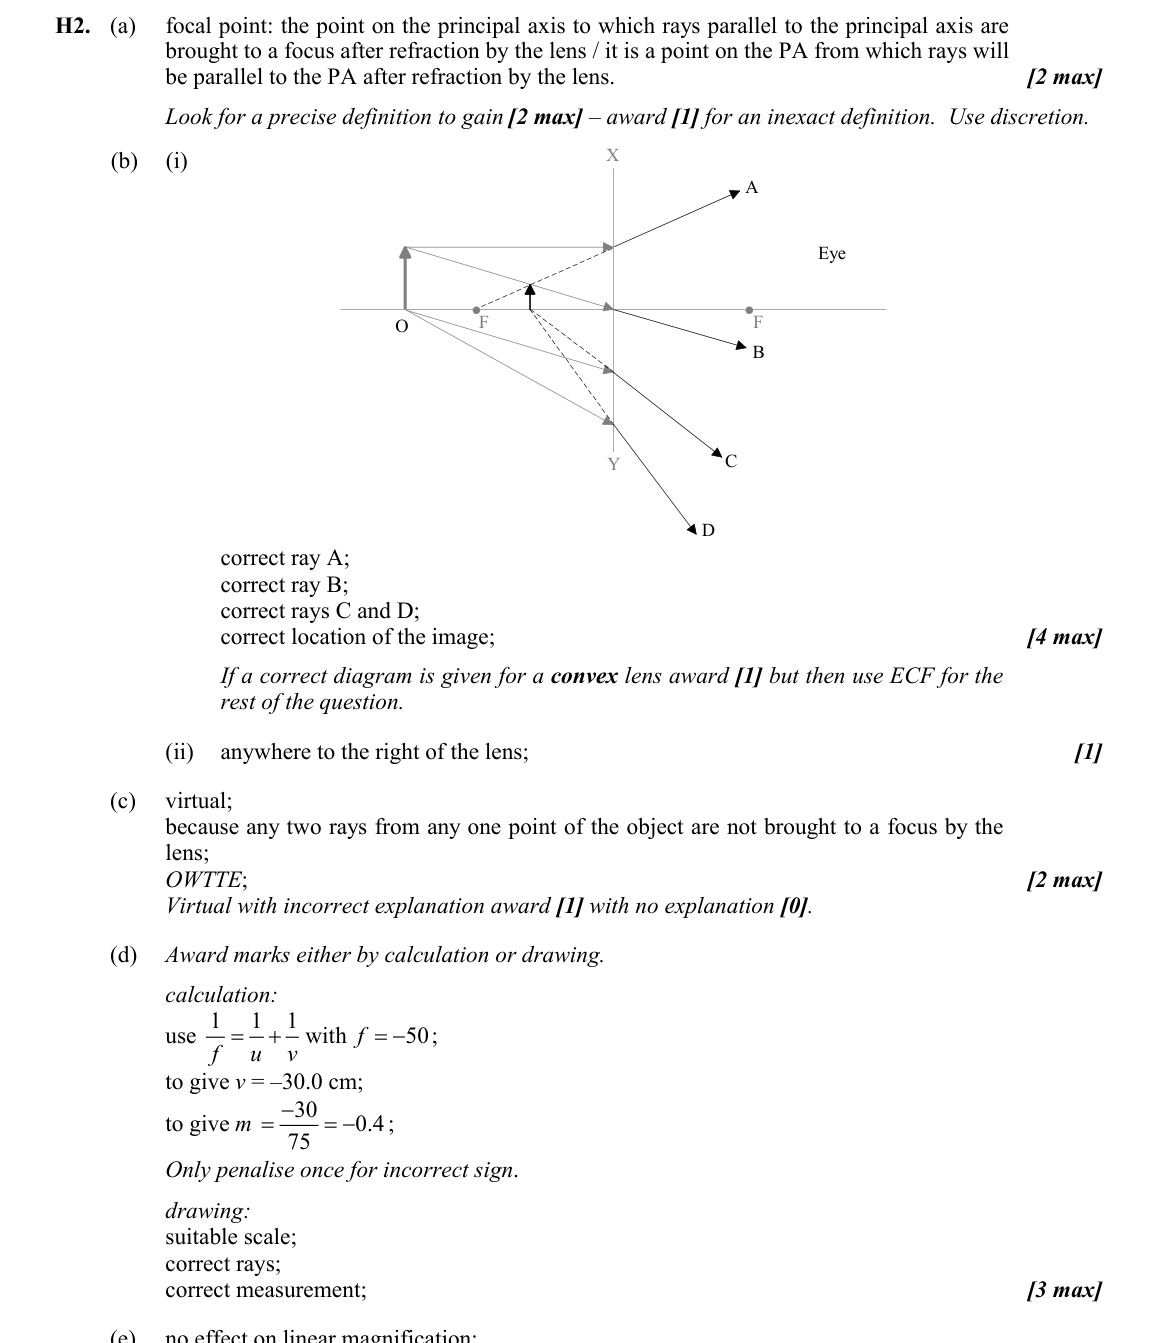 H2. (a) focal point: the point on the principal axis to which rays parallel to the principal axis are
brought to a focus after refraction by the lens / it is a point on the PA from which rays will
be parallel to the PA after refraction by the lens. [2 max]
Look for a precise definition to gain [2 max] – award [1] for an inexact definition. Use discretion.
(b) (i)
X
A
Eye
O
F
F
B
C
Y
D
correct ray A;
correct ray B;
correct rays C and D;
correct location of the image; [4 max]
If a correct diagram is given for a convex lens award [1] but then use ECF for the
rest of the question.
(ii) anywhere to the right of the lens; [1]
(c) virtual;
because any two rays from any one point of the object are not brought to a focus by the
lens;
OWTTE; [2 max]
Virtual with incorrect explanation award [1] with no explanation [0].
(d) Award marks either by calculation or drawing.
calculation:
use 1/f = 1/u + 1/v with f = −50;
to give v = –30.0 cm;
to give m = −30/75 = −0.4;
Only penalise once for incorrect sign.
drawing:
suitable scale;
correct rays;
correct measurement; [3 max]
(e) no effect on linear magnification;